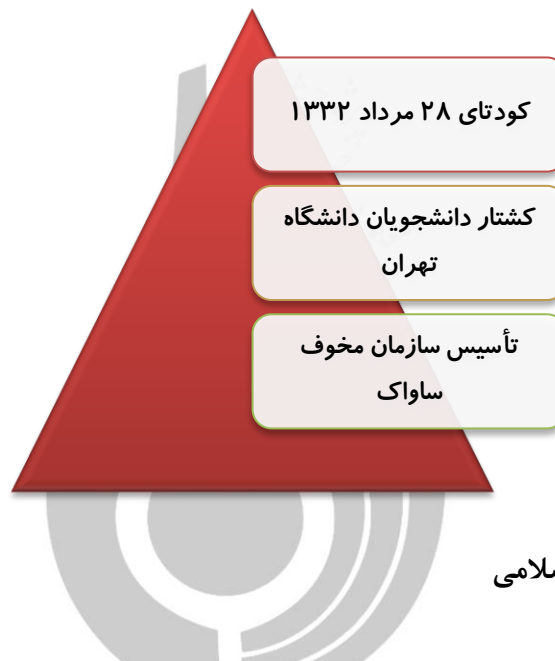 کودتای ۲۸ مرداد ۱۳۳۲
کشتار دانشجویان دانشگاه
تهران
تأسیس سازمان مخوف
ساواک